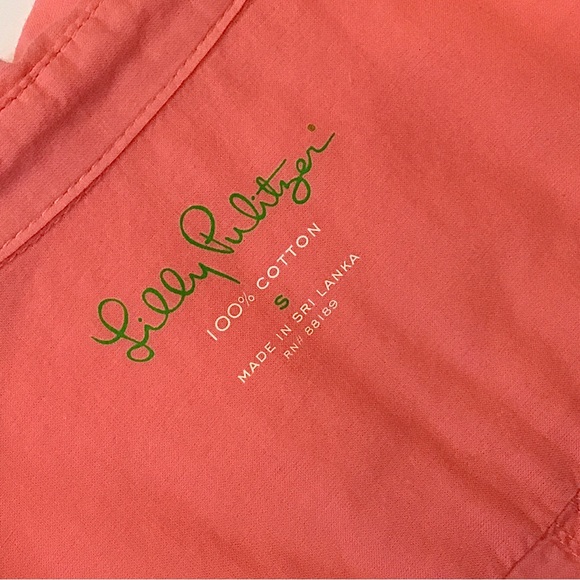 Lilly Pulitzer®
100% COTTON
S
MADE IN SRI LANKA
RN# 88189